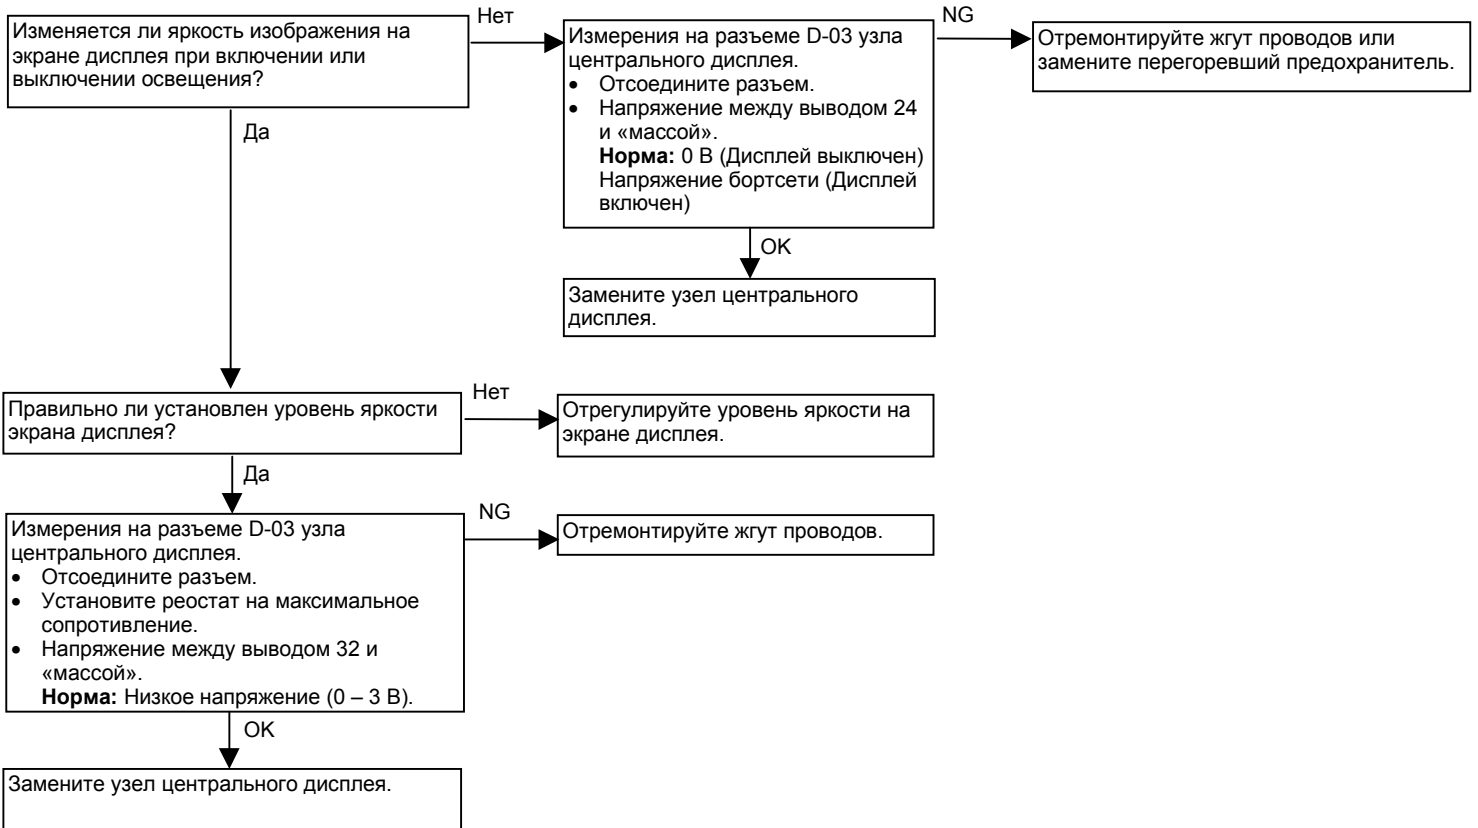 Изменяется ли яркость изображения на
экране дисплея при включении или
выключении освещения?
Нет
Измерения на разъеме D-03 узла
центрального дисплея.
• Отсоедините разъем.
• Напряжение между выводом 24
и «массой».
Норма: 0 В (Дисплей выключен)
Напряжение бортсети (Дисплей
включен)
NG
Отремонтируйте жгут проводов или
замените перегоревший предохранитель.
Да
OK
Замените узел центрального
дисплея.
Правильно ли установлен уровень яркости
экрана дисплея?
Нет
Отрегулируйте уровень яркости на
экране дисплея.
Да
Измерения на разъеме D-03 узла
центрального дисплея.
• Отсоедините разъем.
• Установите реостат на максимальное
сопротивление.
• Напряжение между выводом 32 и
«массой».
Норма: Низкое напряжение (0 – 3 В).
NG
Отремонтируйте жгут проводов.
OK
Замените узел центрального дисплея.